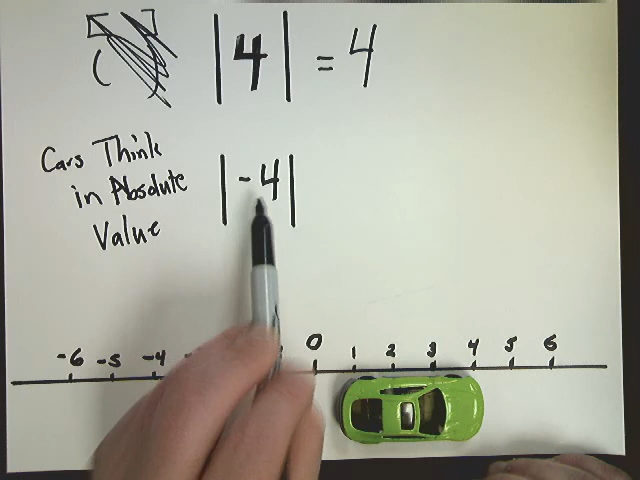 |4| = 4
Cars Think
in Absolute
Value
|-4|
-6 -5 -4 0 1 2 3 4 5 6